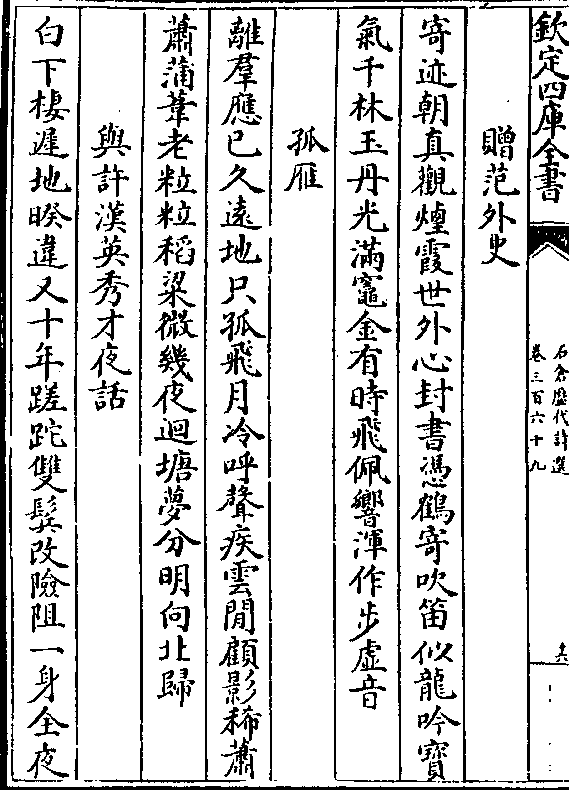 欽定四庫全書
石倉歷代詩選
卷三百六十九
贈范外史
寄迹朝真觀煙霞世外心封書憑鶴寄吹笛似龍吟寶
氣千林玉丹光滿竈金有時飛佩響渾作步虛音
孤雁
離羣應已久遠地只孤飛月冷呼聲疾雲閒顧影稀蕭
蕭蒲葦老粒粒稻粱微幾夜迴塘夢分明向北歸
與許漢英秀才夜話
白下棲遲地暌違又十年蹉跎雙鬂改險阻一身全夜